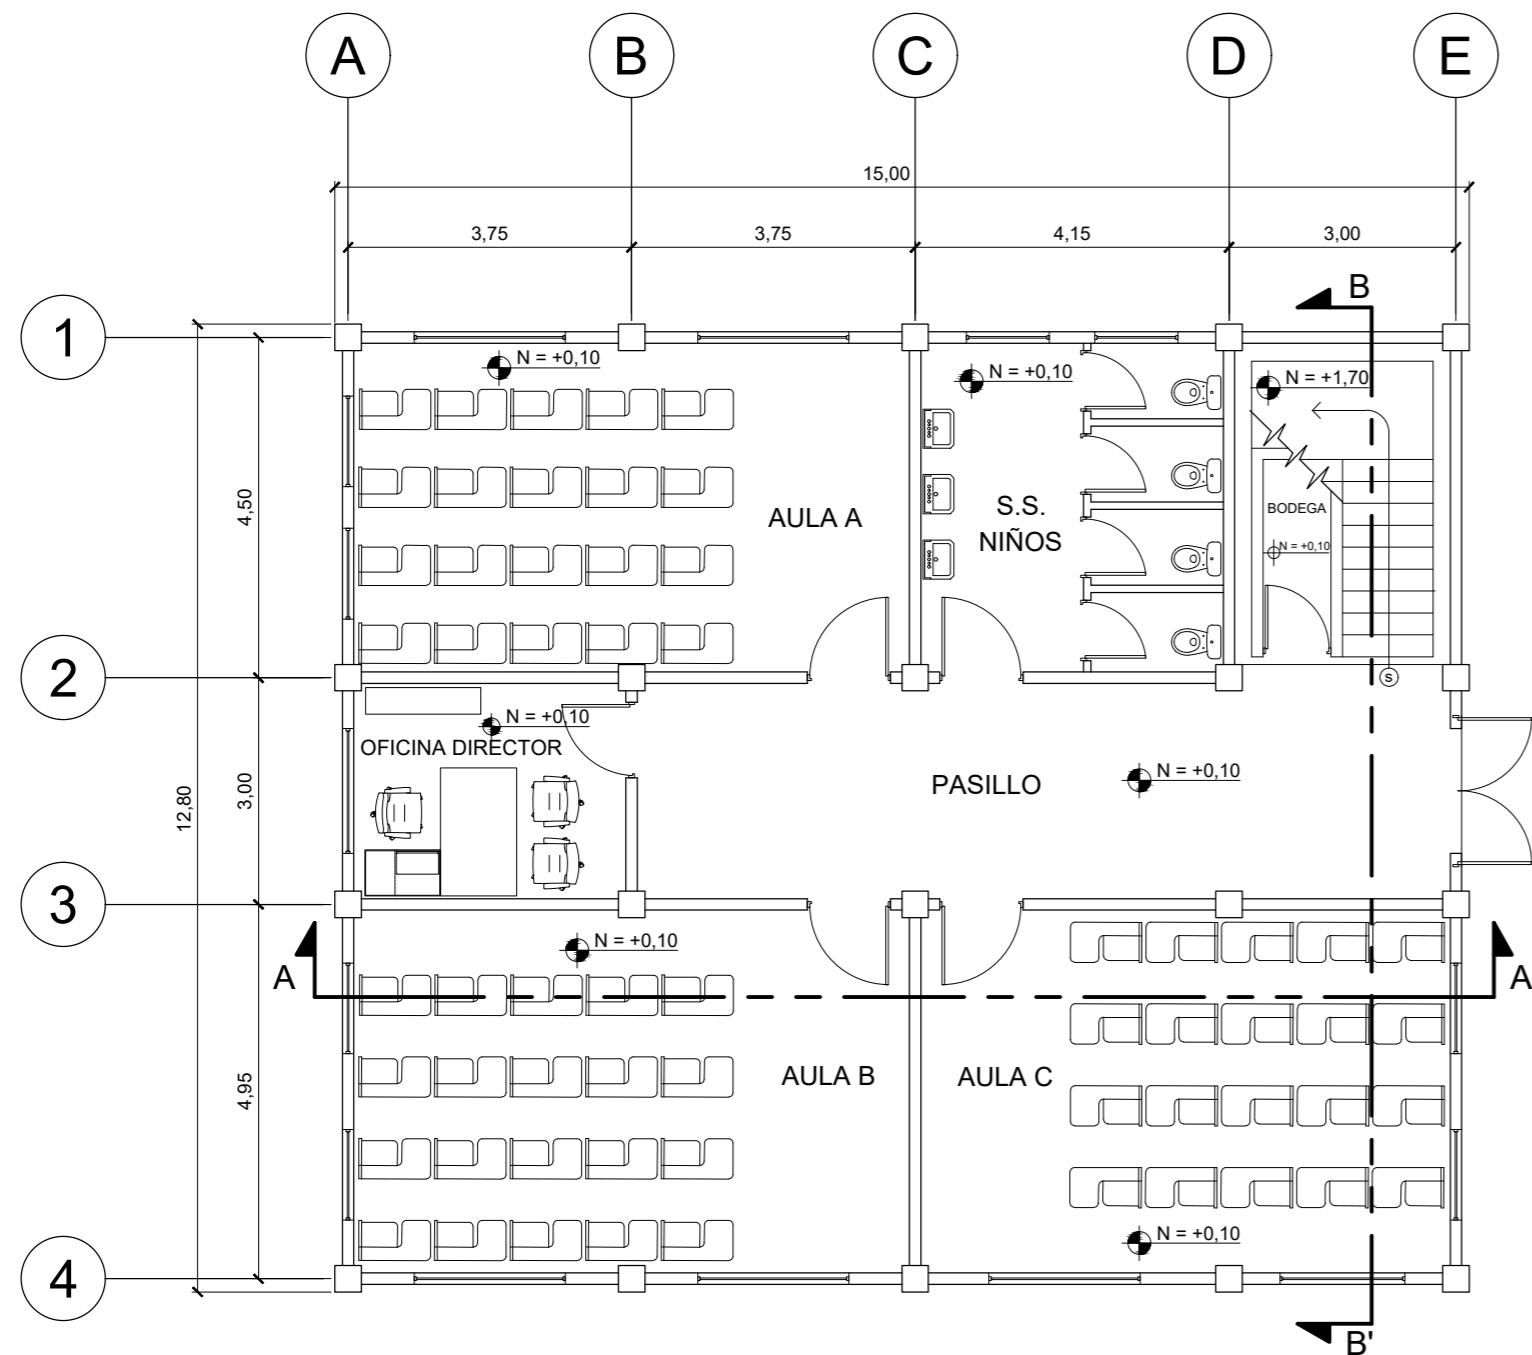 A
B
C
D
E
15,00
3,75
3,75
4,15
3,00
B
1
N = +0,10
N = +0,10
N = +1,70
4,50
AULA A
S.S.
NIÑOS
BODEGA
N = +0,10
2
S
N = +0,10
OFICINA DIRECTOR
12,80
3,00
PASILLO
N = +0,10
3
N = +0,10
A
A
4,95
AULA B
AULA C
N = +0,10
4
B'